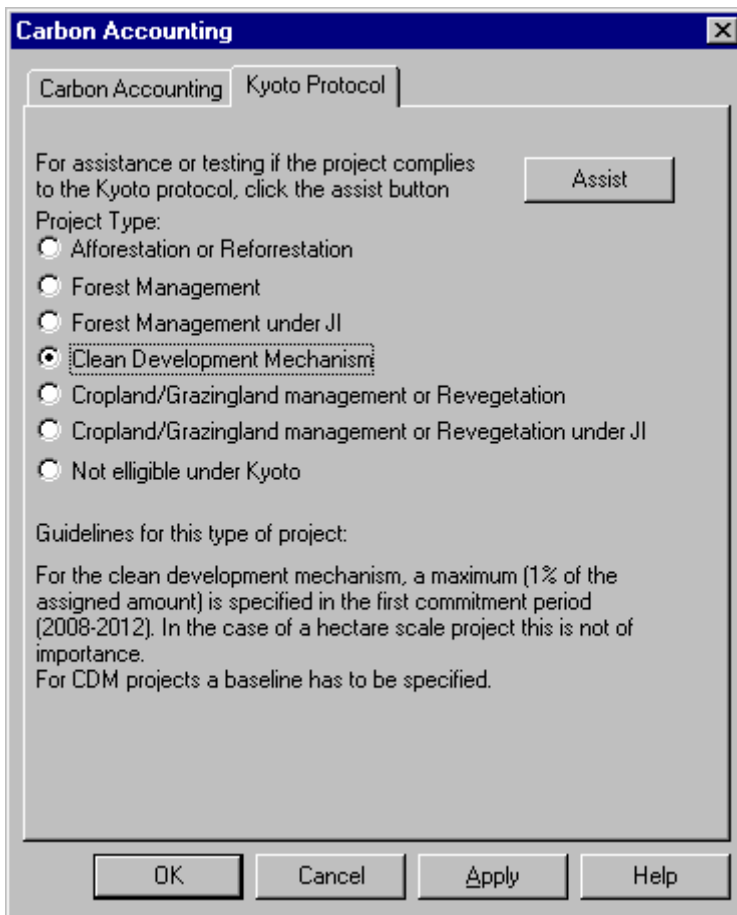 Carbon Accounting
Carbon Accounting
Kyoto Protocol
For assistance or testing if the project complies
to the Kyoto protocol, click the assist button
Assist
Project Type:
Afforestation or Reforrestation
Forest Management
Forest Management under JI
Clean Development Mechanism
Cropland/Grazingland management or Revegetation
Cropland/Grazingland management or Revegetation under JI
Not elligible under Kyoto
Guidelines for this type of project:
For the clean development mechanism, a maximum (1% of the
assigned amount) is specified in the first commitment period
(2008-2012). In the case of a hectare scale project this is not of
importance.
For CDM projects a baseline has to be specified.
OK
Cancel
Apply
Help